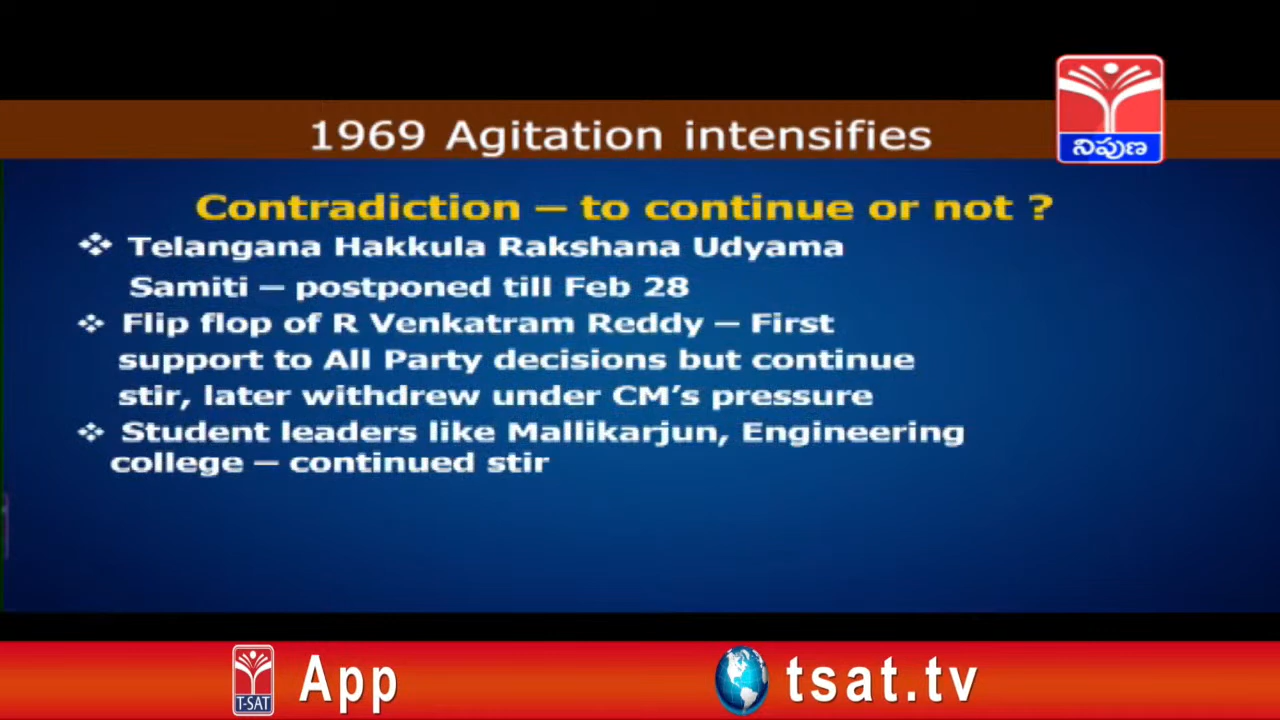 1969 Agitation intensifies
నిపుణ
Contradiction – to continue or not ?
❖ Telangana Hakkula Rakshana Udyama
Samiti – postponed till Feb 28
❖ Flip flop of R Venkatram Reddy – First
support to All Party decisions but continue
stir, later withdrew under CM’s pressure
❖ Student leaders like Mallikarjun, Engineering
college – continued stir
T-SAT App
tsat.tv